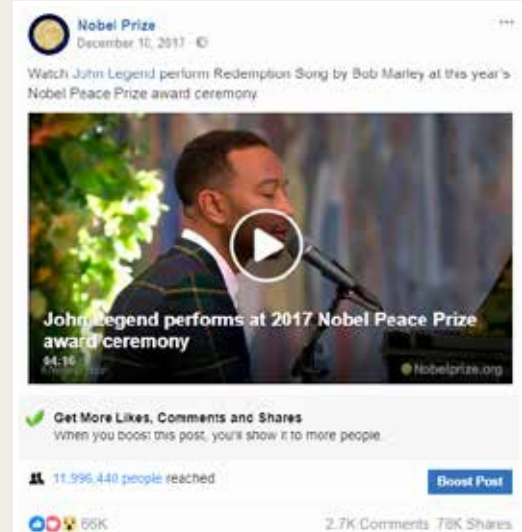 Nobel Prize
December 10, 2017
Watch John Legend perform Redemption Song by Bob Marley at this year's
Nobel Peace Prize award ceremony.
John Legend performs at 2017 Nobel Peace Prize
award ceremony
04:16
Nobelprize.org
Get More Likes, Comments and Shares
When you boost this post, you'll show it to more people.
11,996,440 people reached
Boost Post
66K
2.7K Comments 78K Shares